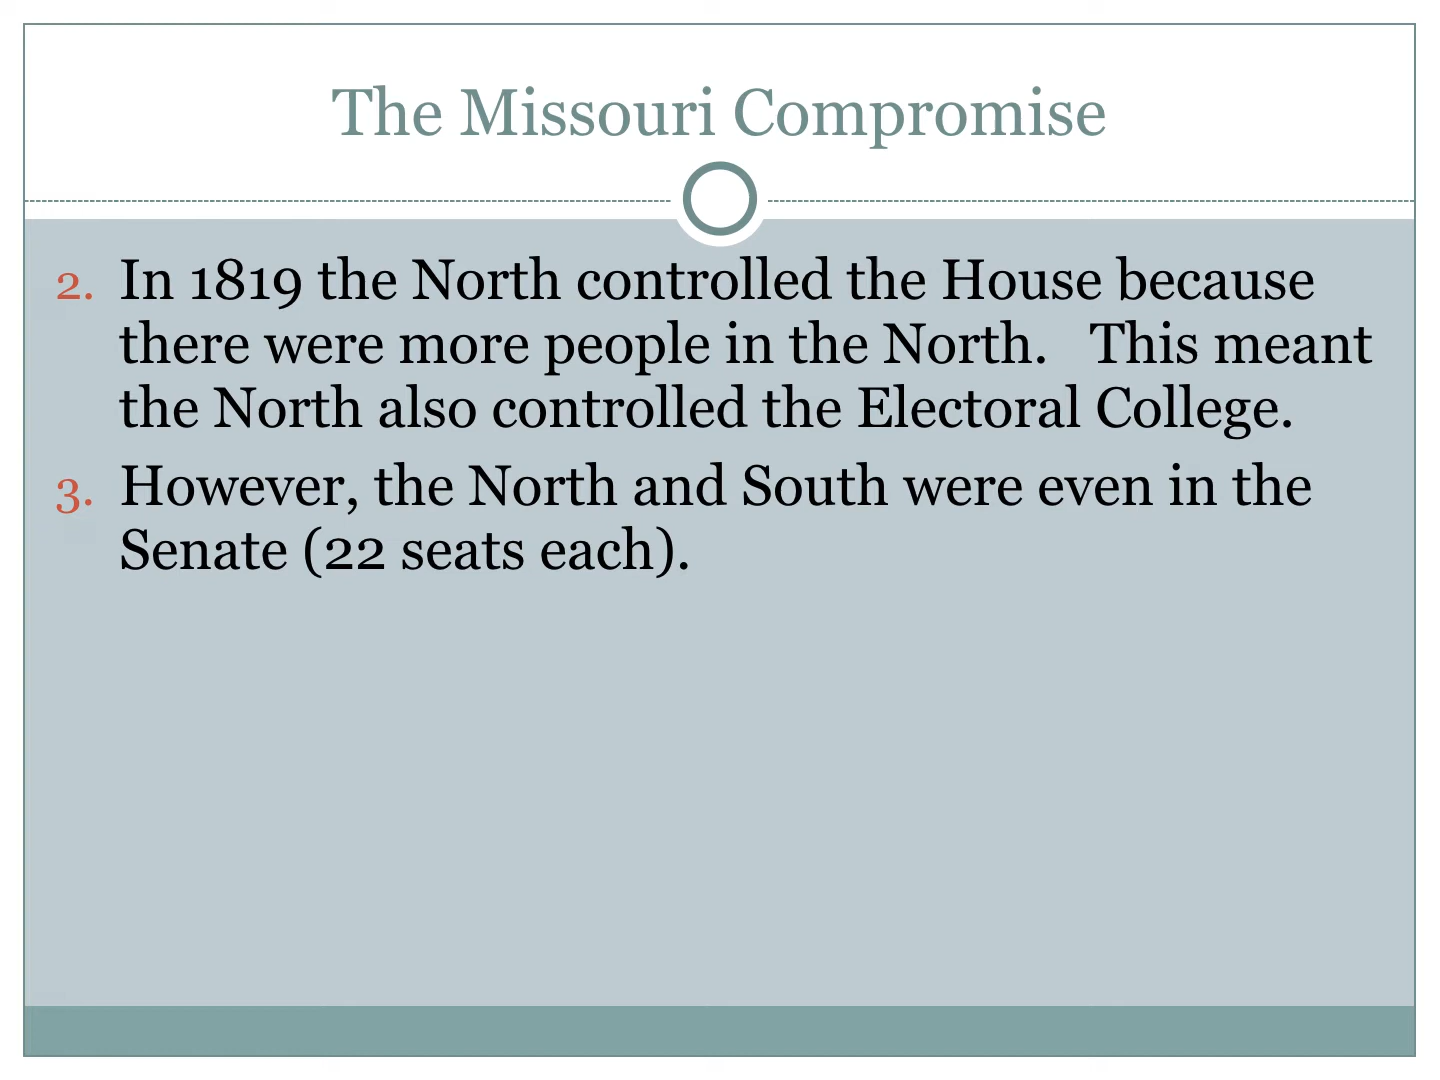 The Missouri Compromise
2. In 1819 the North controlled the House because
there were more people in the North.   This meant
the North also controlled the Electoral College.
3. However, the North and South were even in the
Senate (22 seats each).